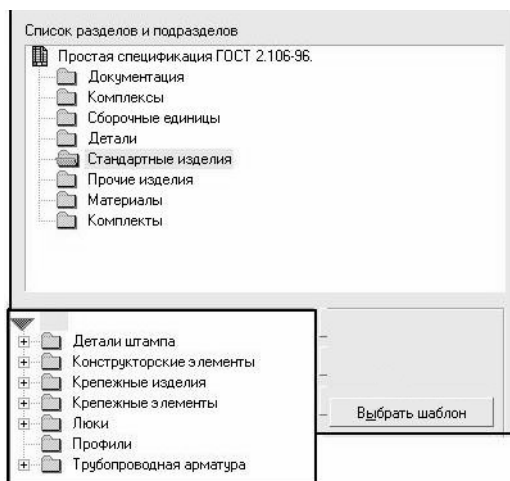 Список разделов и подразделов
Простая спецификация ГОСТ 2.106-96.
Документация
Комплексы
Сборочные единицы
Детали
Стандартные изделия
Прочие изделия
Материалы
Комплекты
Детали штампа
Конструкторские элементы
Крепежные изделия
Крепежные элементы
Люки
Профили
Трубопроводная арматура
Выбрать шаблон